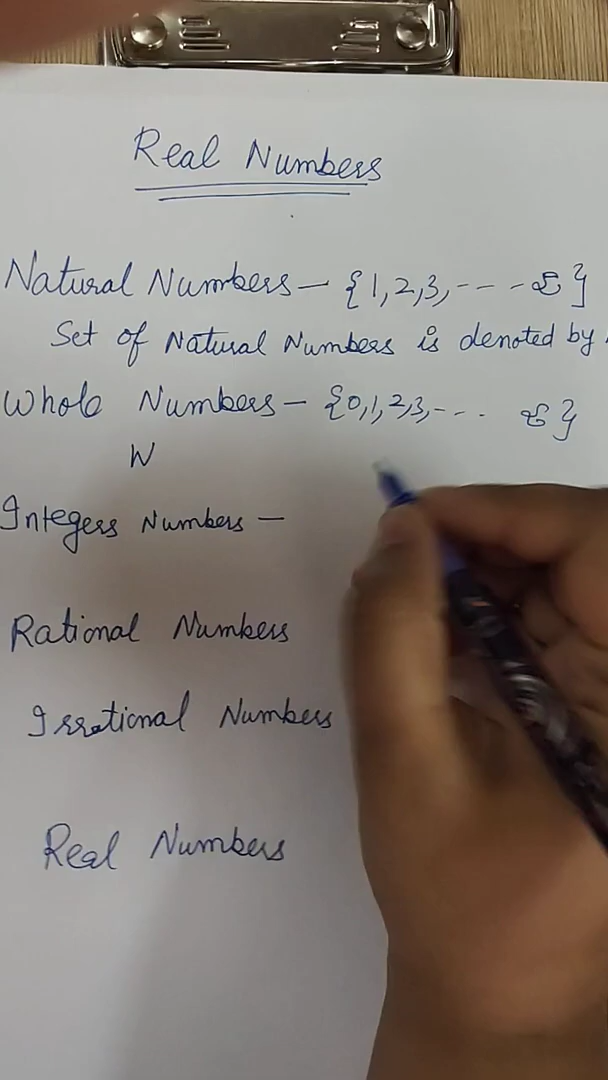 Real Numbers
Natural Numbers – {1, 2, 3, - - - - }
Set of Natural Numbers is denoted by
Whole Numbers – {0, 1, 2, 3, - - - }
W
Integers Numbers –
Rational Numbers
Irrational Numbers
Real Numbers